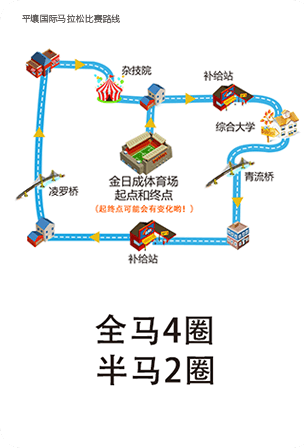 平壤国际马拉松比赛路线
杂技院
补给站
综合大学
金日成体育场
起点和终点
(起终点可能会有变化哟！)
青流桥
凌罗桥
补给站
全马4圈
半马2圈